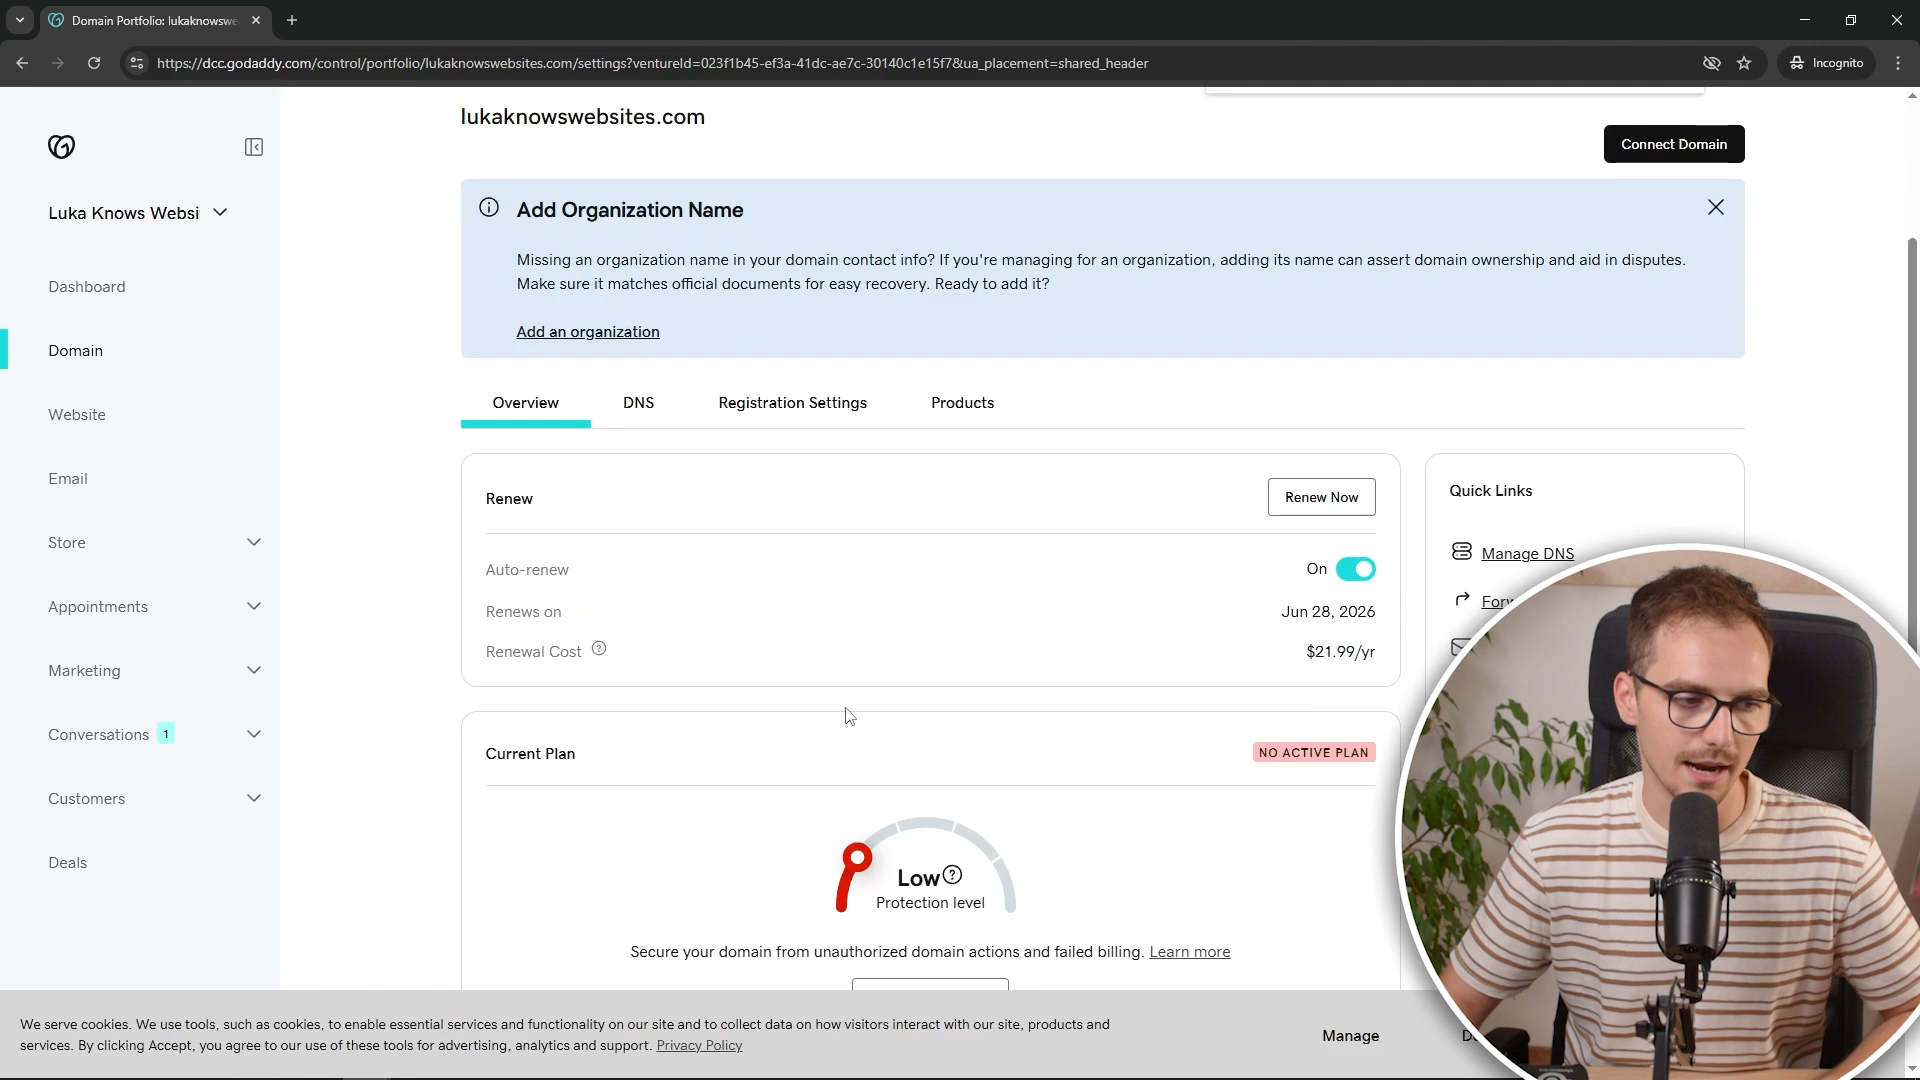 Domain Portfolio: lukaknowswe
https://dcc.godaddy.com/control/portfolio/lukaknowswebsites.com/settings?ventureId=023f1b45-ef3a-41dc-ae7c-30140c1e15f7&ua_placement=shared_header
Incognito
lukaknowswebsites.com
Connect Domain
Luka Knows Websi
Dashboard
Domain
Website
Email
Store
Appointments
Marketing
Conversations 1
Customers
Deals
Add Organization Name
Missing an organization name in your domain contact info? If you're managing for an organization, adding its name can assert domain ownership and aid in disputes.
Make sure it matches official documents for easy recovery. Ready to add it?
Add an organization
Overview DNS Registration Settings Products
Renew
Renew Now
Auto-renew On
Renews on Jun 28, 2026
Renewal Cost $21.99/yr
Quick Links
Manage DNS
Current Plan
NO ACTIVE PLAN
Low
Protection level
Secure your domain from unauthorized domain actions and failed billing. Learn more
We serve cookies. We use tools, such as cookies, to enable essential services and functionality on our site and to collect data on how visitors interact with our site, products and
services. By clicking Accept, you agree to our use of these tools for advertising, analytics and support. Privacy Policy
Manage